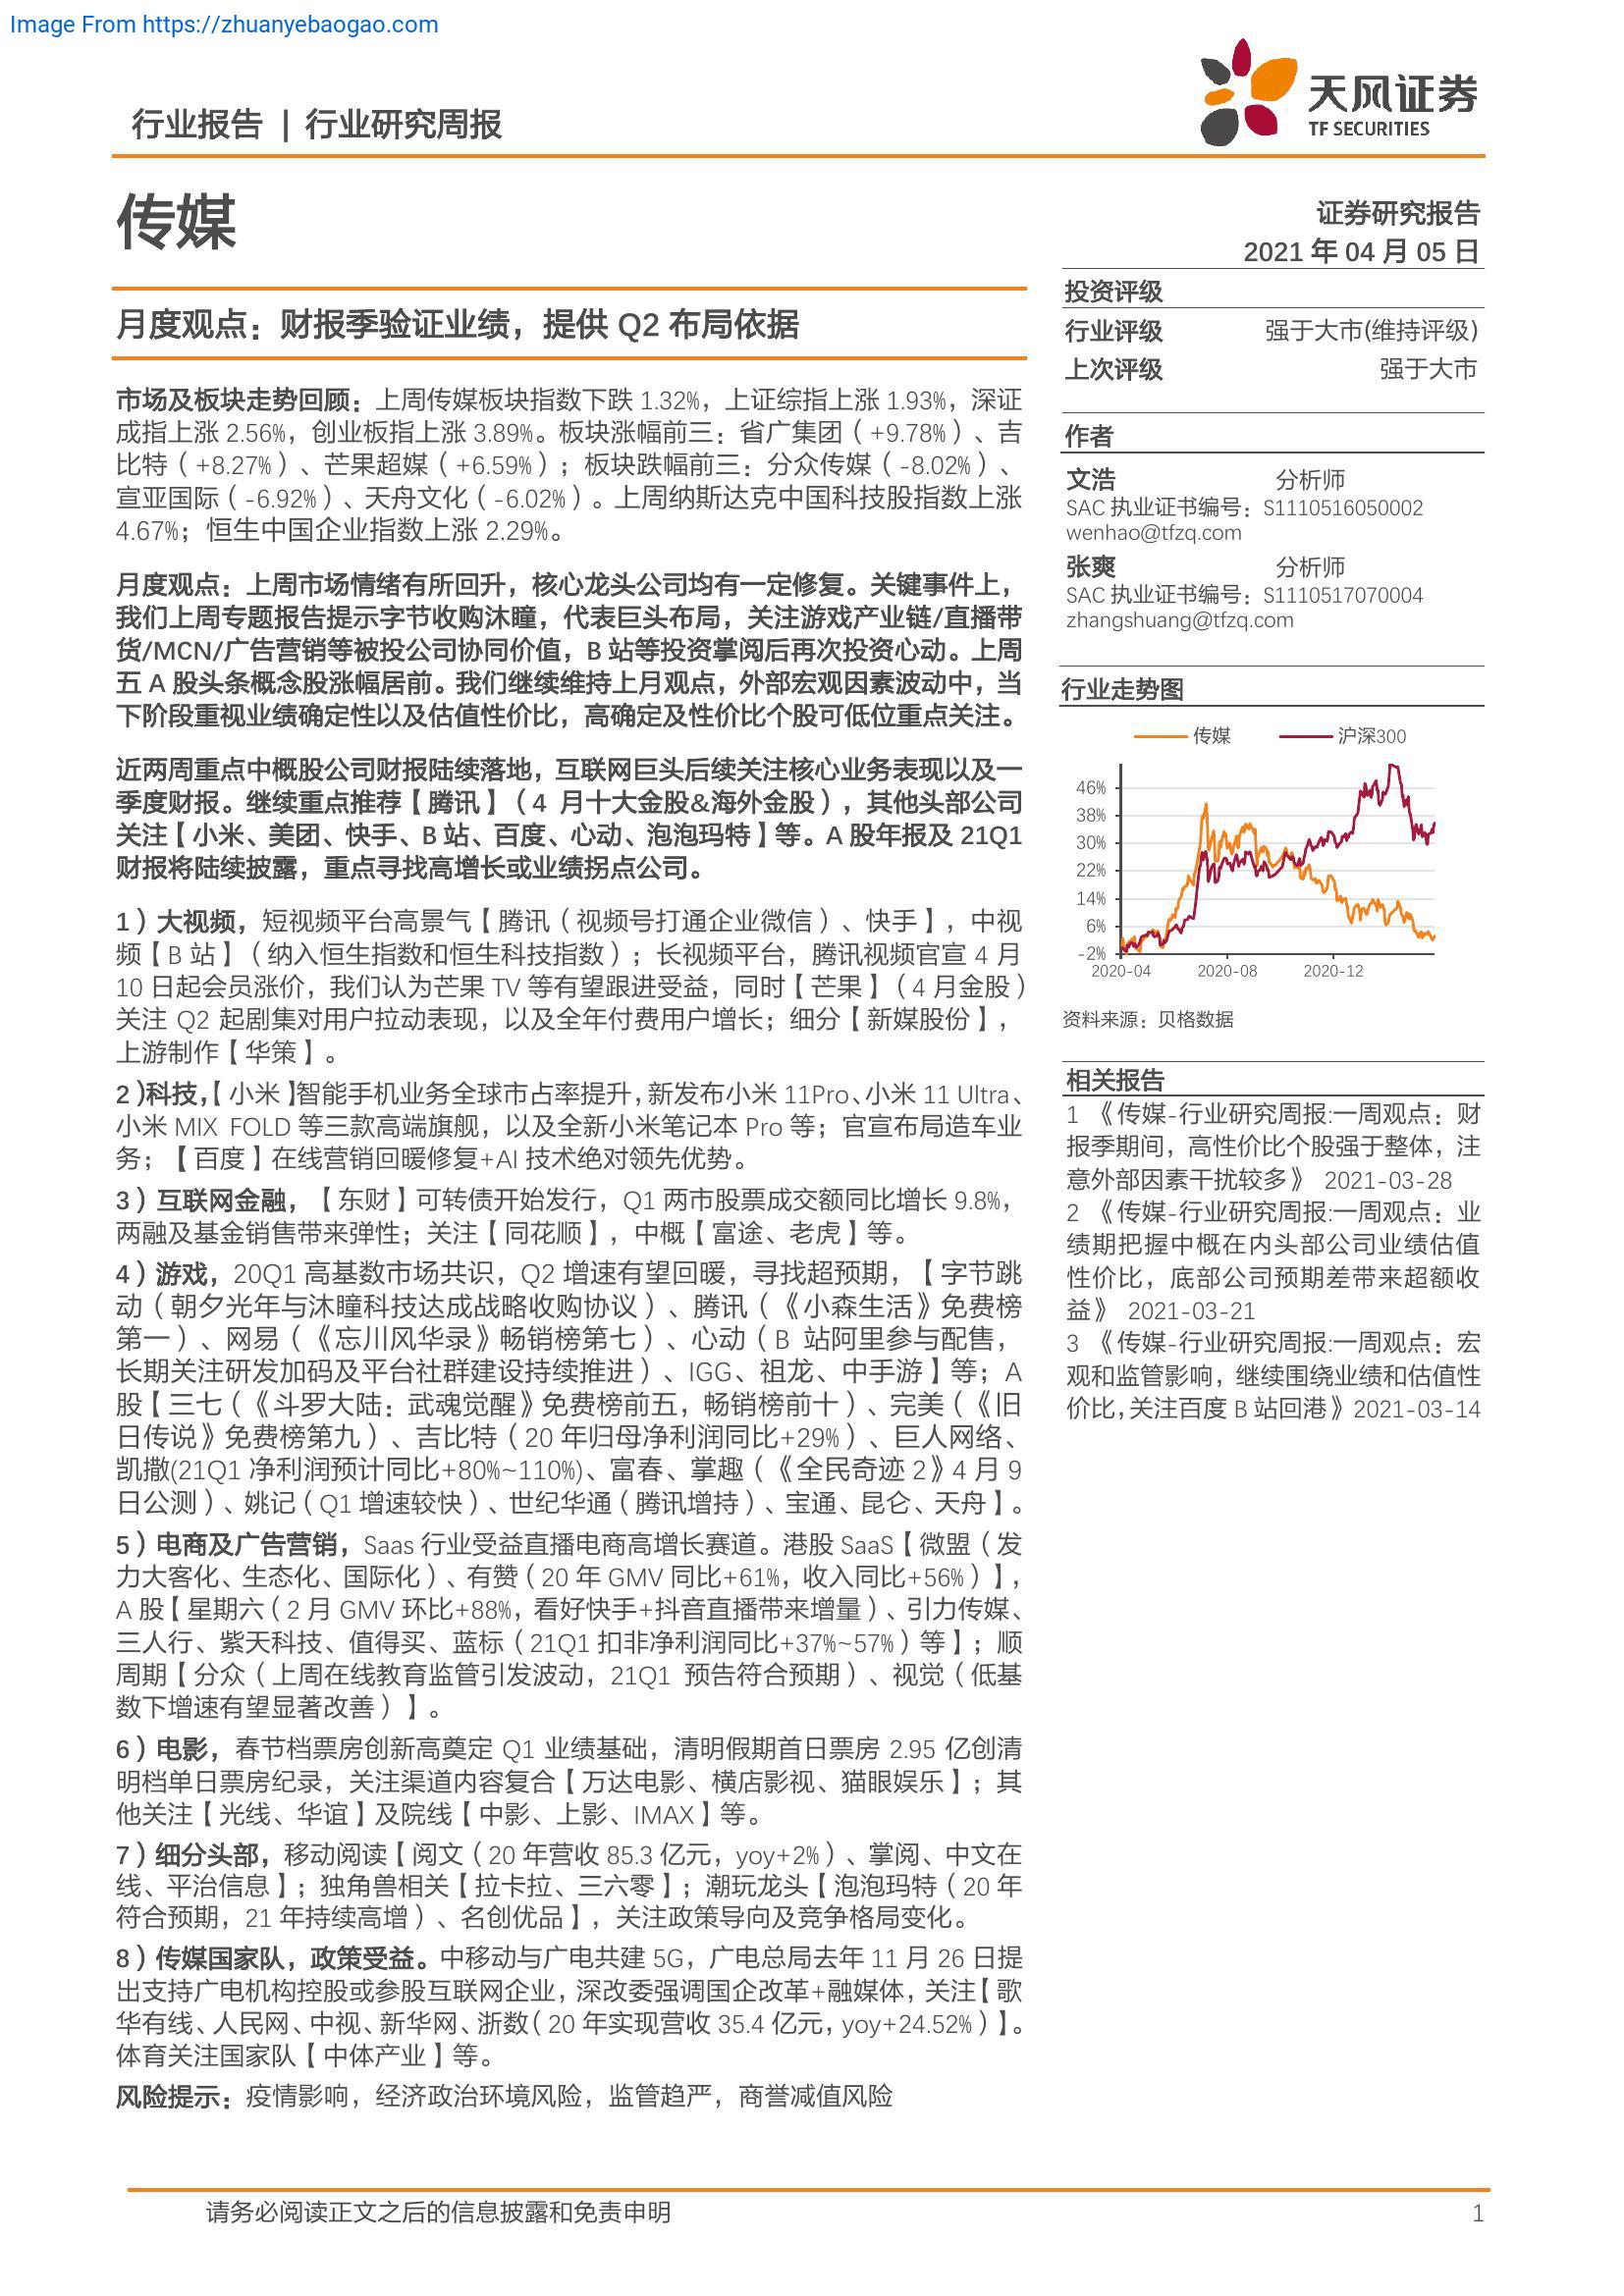 Image From https://zhuanyebaogao.com
行业报告 | 行业研究周报
天风证券
TF SECURITIES
传媒
证券研究报告
2021 年 04 月 05 日
月度观点：财报季验证业绩，提供 Q2 布局依据
市场及板块走势回顾：上周传媒板块指数下跌 1.32%，上证综指上涨 1.93%，深证
成指上涨 2.56%，创业板指上涨 3.89%。板块涨幅前三：省广集团（+9.78%）、吉
比特（+8.27%）、芒果超媒（+6.59%）；板块跌幅前三：分众传媒（-8.02%）、
宣亚国际（-6.92%）、天舟文化（-6.02%）。上周纳斯达克中国科技股指数上涨
4.67%；恒生中国企业指数上涨 2.29%。
月度观点：上周市场情绪有所回升，核心龙头公司均有一定修复。关键事件上，
我们上周专题报告提示字节收购沐瞳，代表巨头布局，关注游戏产业链/直播带
货/MCN/广告营销等被投公司协同价值，B 站等投资掌阅后再次投资心动。上周
五 A 股头条概念股涨幅居前。我们继续维持上月观点，外部宏观因素波动中，当
下阶段重视业绩确定性以及估值性价比，高确定及性价比个股可低位重点关注。
近两周重点中概股公司财报陆续落地，互联网巨头后续关注核心业务表现以及一
季度财报。继续重点推荐【腾讯】（4 月十大金股&海外金股），其他头部公司
关注【小米、美团、快手、B 站、百度、心动、泡泡玛特】等。A 股年报及 21Q1
财报将陆续披露，重点寻找高增长或业绩拐点公司。
1）大视频，短视频平台高景气【腾讯（视频号打通企业微信）、快手】，中视
频【B 站】（纳入恒生指数和恒生科技指数）；长视频平台，腾讯视频官宣 4 月
10 日起会员涨价，我们认为芒果 TV 等有望跟进受益，同时【芒果】（4 月金股）
关注 Q2 起剧集对用户拉动表现，以及全年付费用户增长；细分【新媒股份】，
上游制作【华策】。
2）科技，【小米】智能手机业务全球市占率提升，新发布小米 11Pro、小米 11 Ultra、
小米 MIX FOLD 等三款高端旗舰，以及全新小米笔记本 Pro 等；官宣布局造车业
务；【百度】在线营销回暖修复+AI 技术绝对领先优势。
3）互联网金融，【东财】可转债开始发行，Q1 两市股票成交额同比增长 9.8%，
两融及基金销售带来弹性；关注【同花顺】，中概【富途、老虎】等。
4）游戏，20Q1 高基数市场共识，Q2 增速有望回暖，寻找超预期，【字节跳
动（朝夕光年与沐瞳科技达成战略收购协议）、腾讯（《小森生活》免费榜
第一）、网易（《忘川风华录》畅销榜第七）、心动（B 站阿里参与配售，
长期关注研发加码及平台社群建设持续推进）、IGG、祖龙、中手游】等；A
股【三七（《斗罗大陆：武魂觉醒》免费榜前五，畅销榜前十）、完美（《旧
日传说》免费榜第九）、吉比特（20 年归母净利润同比+29%）、巨人网络、
凯撒(21Q1 净利润预计同比+80%~110%)、富春、掌趣（《全民奇迹 2》4 月 9
日公测）、姚记（Q1 增速较快）、世纪华通（腾讯增持）、宝通、昆仑、天舟】。
5）电商及广告营销，Saas 行业受益直播电商高增长赛道。港股 SaaS【微盟（发
力大客化、生态化、国际化）、有赞（20 年 GMV 同比+61%，收入同比+56%）】，
A 股【星期六（2 月 GMV 环比+88%，看好快手+抖音直播带来增量）、引力传媒、
三人行、紫天科技、值得买、蓝标（21Q1 扣非净利润同比+37%~57%）等】；顺
周期【分众（上周在线教育监管引发波动，21Q1 预告符合预期）、视觉（低基
数下增速有望显著改善）】。
6）电影，春节档票房创新高奠定 Q1 业绩基础，清明假期首日票房 2.95 亿创清
明档单日票房纪录，关注渠道内容复合【万达电影、横店影视、猫眼娱乐】；其
他关注【光线、华谊】及院线【中影、上影、IMAX】等。
7）细分头部，移动阅读【阅文（20 年营收 85.3 亿元，yoy+2%）、掌阅、中文在
线、平治信息】；独角兽相关【拉卡拉、三六零】；潮玩龙头【泡泡玛特（20 年
符合预期，21 年持续高增）、名创优品】，关注政策导向及竞争格局变化。
8）传媒国家队，政策受益。中移动与广电共建 5G，广电总局去年 11 月 26 日提
出支持广电机构控股或参股互联网企业，深改委强调国企改革+融媒体，关注【歌
华有线、人民网、中视、新华网、浙数（20 年实现营收 35.4 亿元，yoy+24.52%）】。
体育关注国家队【中体产业】等。
风险提示：疫情影响，经济政治环境风险，监管趋严，商誉减值风险
投资评级
行业评级 强于大市(维持评级)
上次评级 强于大市
作者
文浩 分析师
SAC 执业证书编号：S1110516050002
wenhao@tfzq.com
张爽 分析师
SAC 执业证书编号：S1110517070004
zhangshuang@tfzq.com
行业走势图
传媒 沪深300
46%
38%
30%
22%
14%
6%
-2%
2020-04 2020-08 2020-12
资料来源：贝格数据
相关报告
1 《传媒-行业研究周报:一周观点：财
报季期间，高性价比个股强于整体，注
意外部因素干扰较多》 2021-03-28
2 《传媒-行业研究周报:一周观点：业
绩期把握中概在内头部公司业绩估值
性价比，底部公司预期差带来超额收
益》 2021-03-21
3 《传媒-行业研究周报:一周观点：宏
观和监管影响，继续围绕业绩和估值性
价比，关注百度 B 站回港》 2021-03-14
请务必阅读正文之后的信息披露和免责申明 1